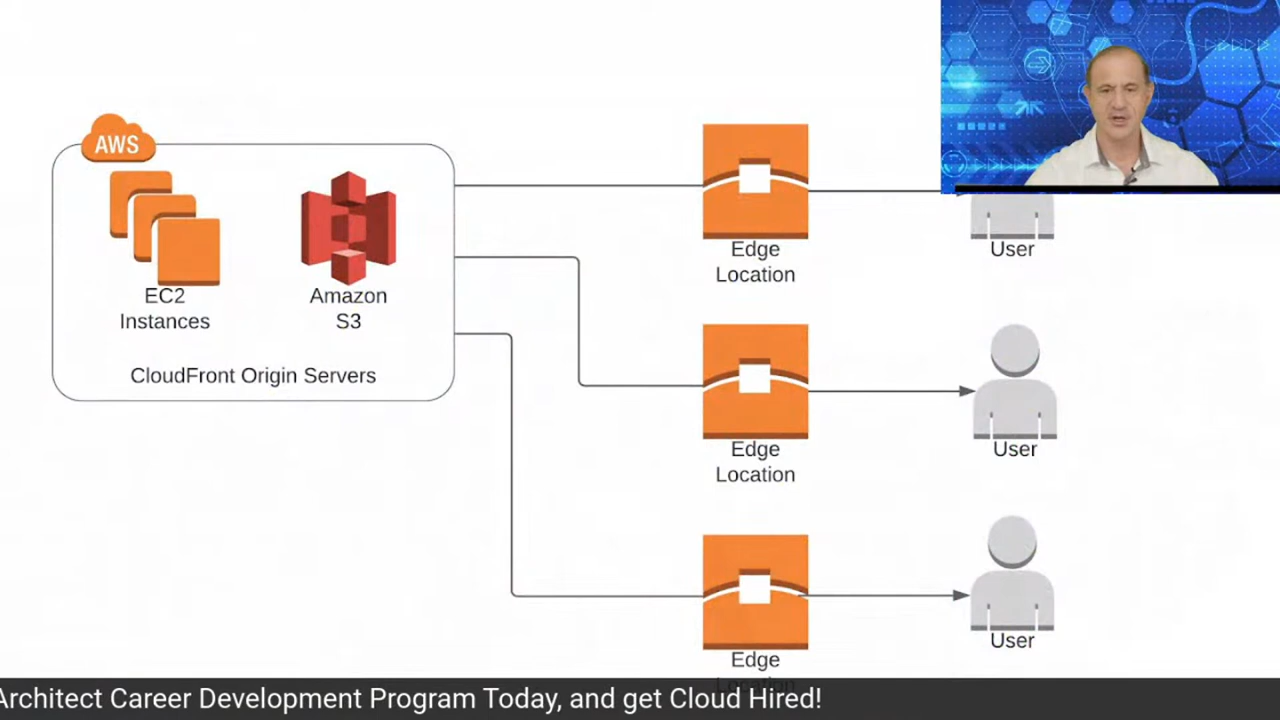 AWS
EC2
Instances
Amazon
S3
CloudFront Origin Servers
Edge
Location
User
Edge
Location
User
Edge
Location
User
Architect Career Development Program Today, and get Cloud Hired!